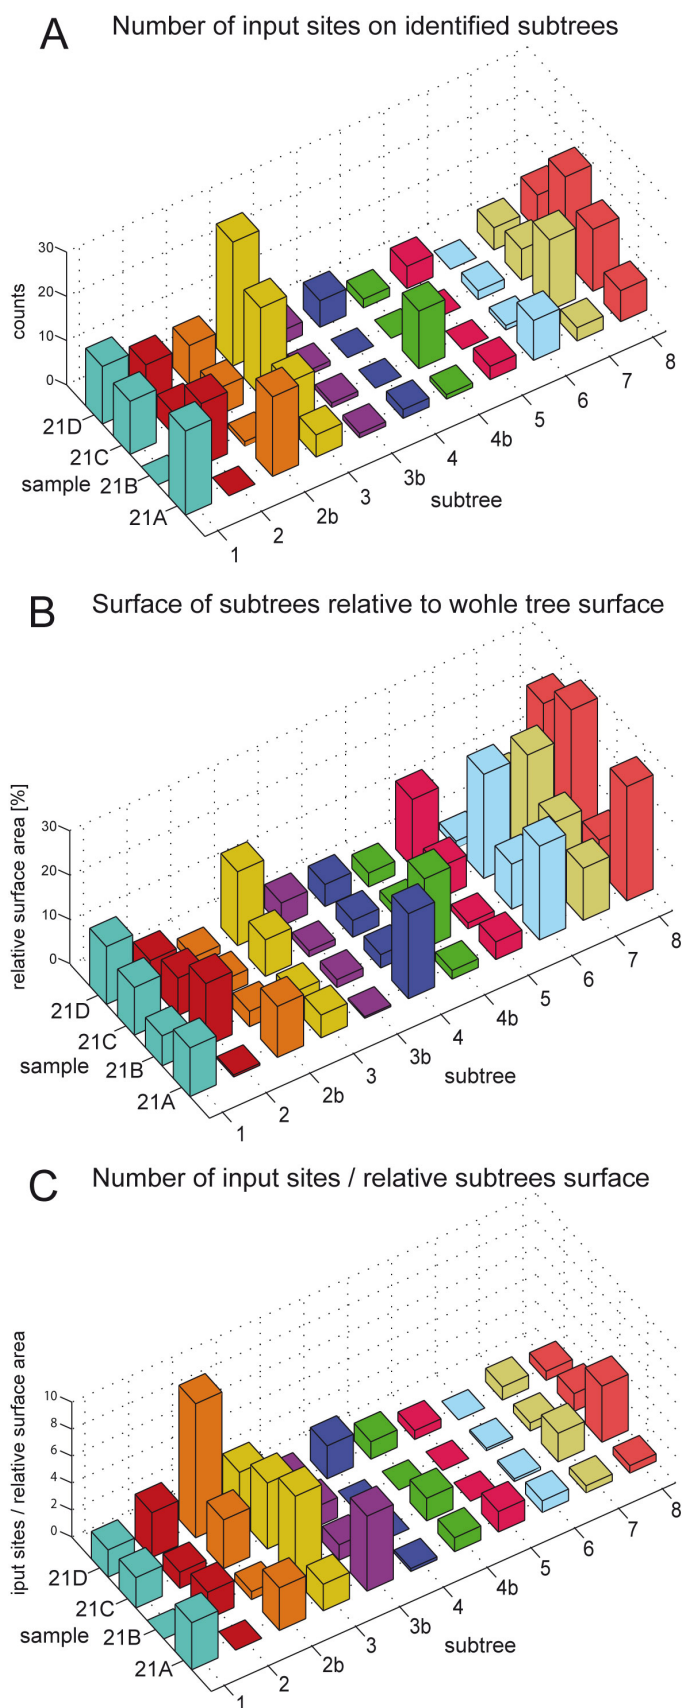 A
Number of input sites on identified subtrees
30
20
10
0
counts
21D
21C
sample 21B
21A
1
2
2b
3
3b
4
4b
5
6
7
8
subtree
B
Surface of subtrees relative to wohle tree surface
30
20
10
0
relative surface area [%]
21D
21C
sample 21B
21A
1
2
2b
3
3b
4
4b
5
6
7
8
subtree
C
Number of input sites / relative subtrees surface
10
8
6
4
2
0
iput sites / relative surface area
21D
21C
sample 21B
21A
1
2
2b
3
3b
4
4b
5
6
7
8
subtree